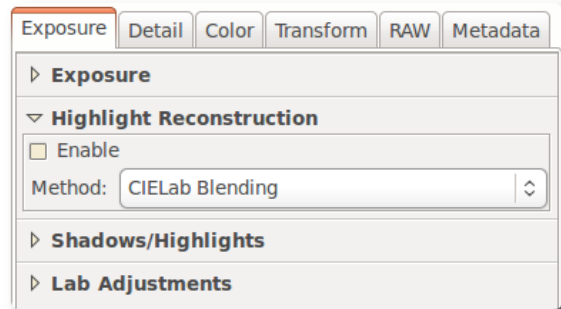 Exposure Detail Color Transform RAW Metadata
Exposure
Highlight Reconstruction
Enable
Method: CIELab Blending
Shadows/Highlights
Lab Adjustments